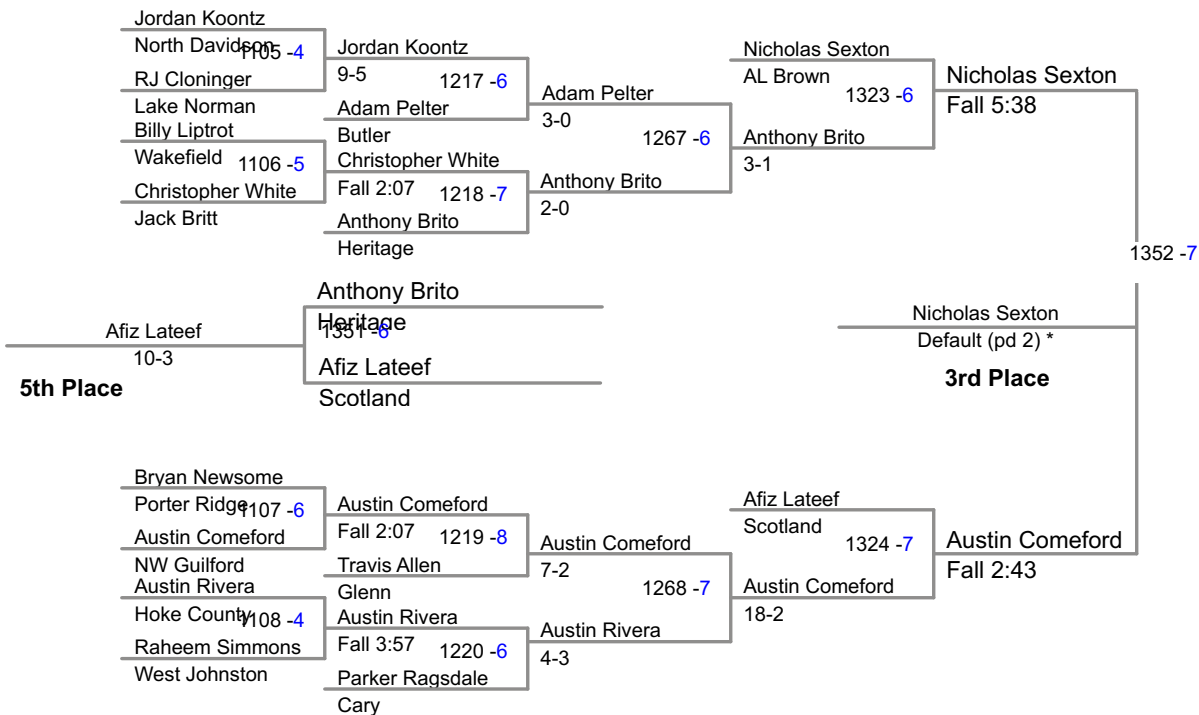 Jordan Koontz
North Davidson
1105 -4
RJ Cloninger
Lake Norman
Billy Liptrot
Wakefield
1106 -5
Christopher White
Jack Britt
Jordan Koontz
9-5
1217 -6
Adam Pelter
Butler
Christopher White
Fall 2:07
1218 -7
Anthony Brito
Heritage
Adam Pelter
3-0
1267 -6
Anthony Brito
2-0
Nicholas Sexton
AL Brown
1323 -6
Anthony Brito
3-1
Nicholas Sexton
Fall 5:38
1352 -7
Anthony Brito
Heritage
1351 -6
Afiz Lateef
Scotland
Afiz Lateef
10-3
5th Place
Nicholas Sexton
Default (pd 2) *
3rd Place
Bryan Newsome
Porter Ridge
1107 -6
Austin Comeford
NW Guilford
Austin Rivera
Hoke County
1108 -4
Raheem Simmons
West Johnston
Austin Comeford
Fall 2:07
1219 -8
Travis Allen
Glenn
Austin Rivera
Fall 3:57
1220 -6
Parker Ragsdale
Cary
Austin Comeford
7-2
1268 -7
Austin Rivera
4-3
Afiz Lateef
Scotland
1324 -7
Austin Comeford
18-2
Austin Comeford
Fall 2:43